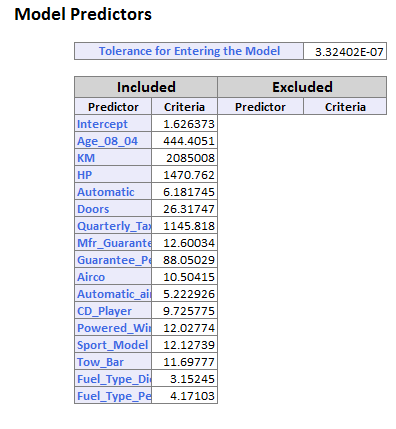 Model Predictors
Tolerance for Entering the Model 3.32402E-07
Included Excluded
Predictor Criteria Predictor Criteria
Intercept 1.626373
Age_08_04 444.4051
KM 2085008
HP 1470.762
Automatic 6.181745
Doors 26.31747
Quarterly_Tax 1145.818
Mfr_Guarante 12.60034
Guarantee_Pe 88.05029
Airco 10.50415
Automatic_ai 5.222926
CD_Player 9.725775
Powered_Wi 12.02774
Sport_Model 12.12739
Tow_Bar 11.69777
Fuel_Type_Di 3.15245
Fuel_Type_Pe 4.17103